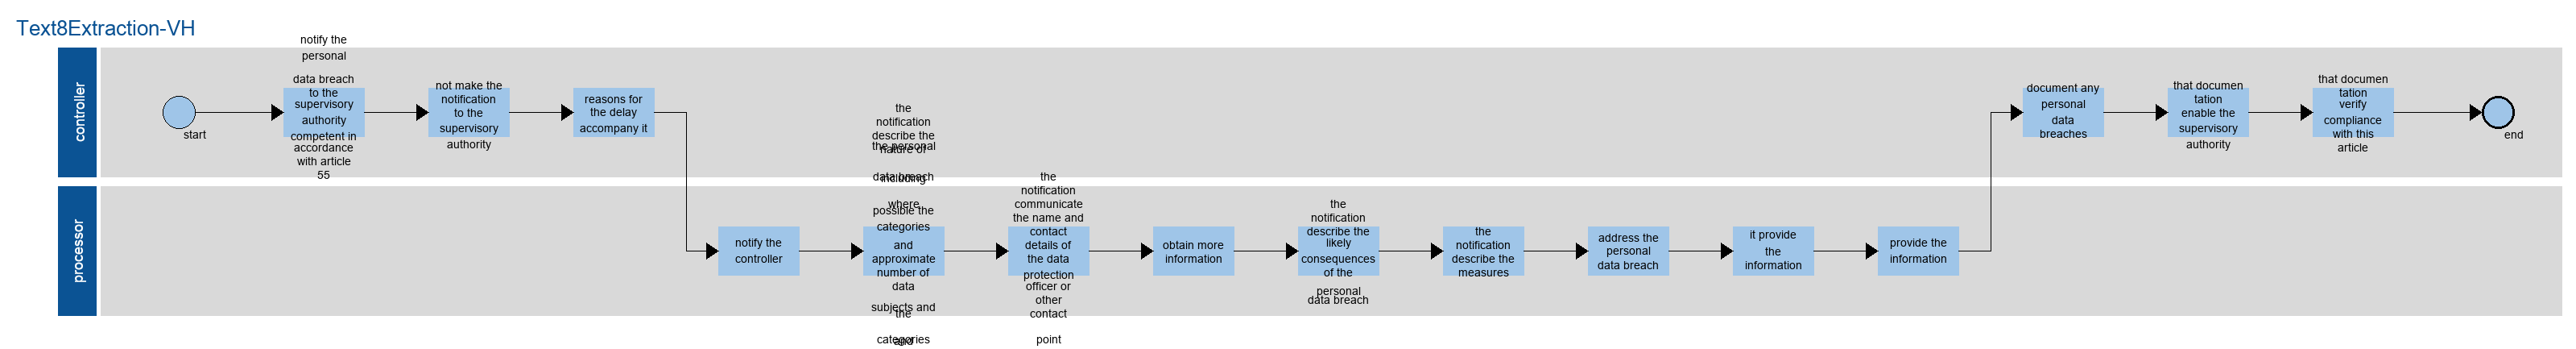 Text8Extraction-VH
controller
start
notify the
personal
data breach
to the
supervisory
authority
competent in
accordance
with article
55
not make the
notification
to the
supervisory
authority
reasons for
the delay
accompany it
document any
personal
data
breaches
that documen
tation
enable the
supervisory
authority
that documen
tation
verify
compliance
with this
article
end
processor
notify the
controller
the
notification
describe the
nature of
the personal
data breach
including
where
possible the
categories
and
approximate
number of
data
subjects and
the
categories
and
the
notification
communicate
the name and
contact
details of
the data
protection
officer or
other
contact
point
obtain more
information
the
notification
describe the
likely
consequences
of the
personal
data breach
the
notification
describe the
measures
address the
personal
data breach
it provide
the
information
provide the
information